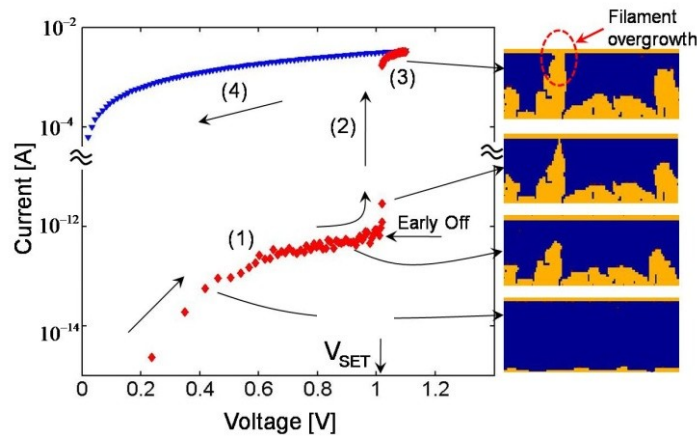 Filament
overgrowth
10⁻²
(3)
(4)
10⁻⁴
(2)
Current [A]
10⁻¹²
(1)
Early Off
10⁻¹⁴
V_SET
0 0.2 0.4 0.6 0.8 1.0 1.2
Voltage [V]